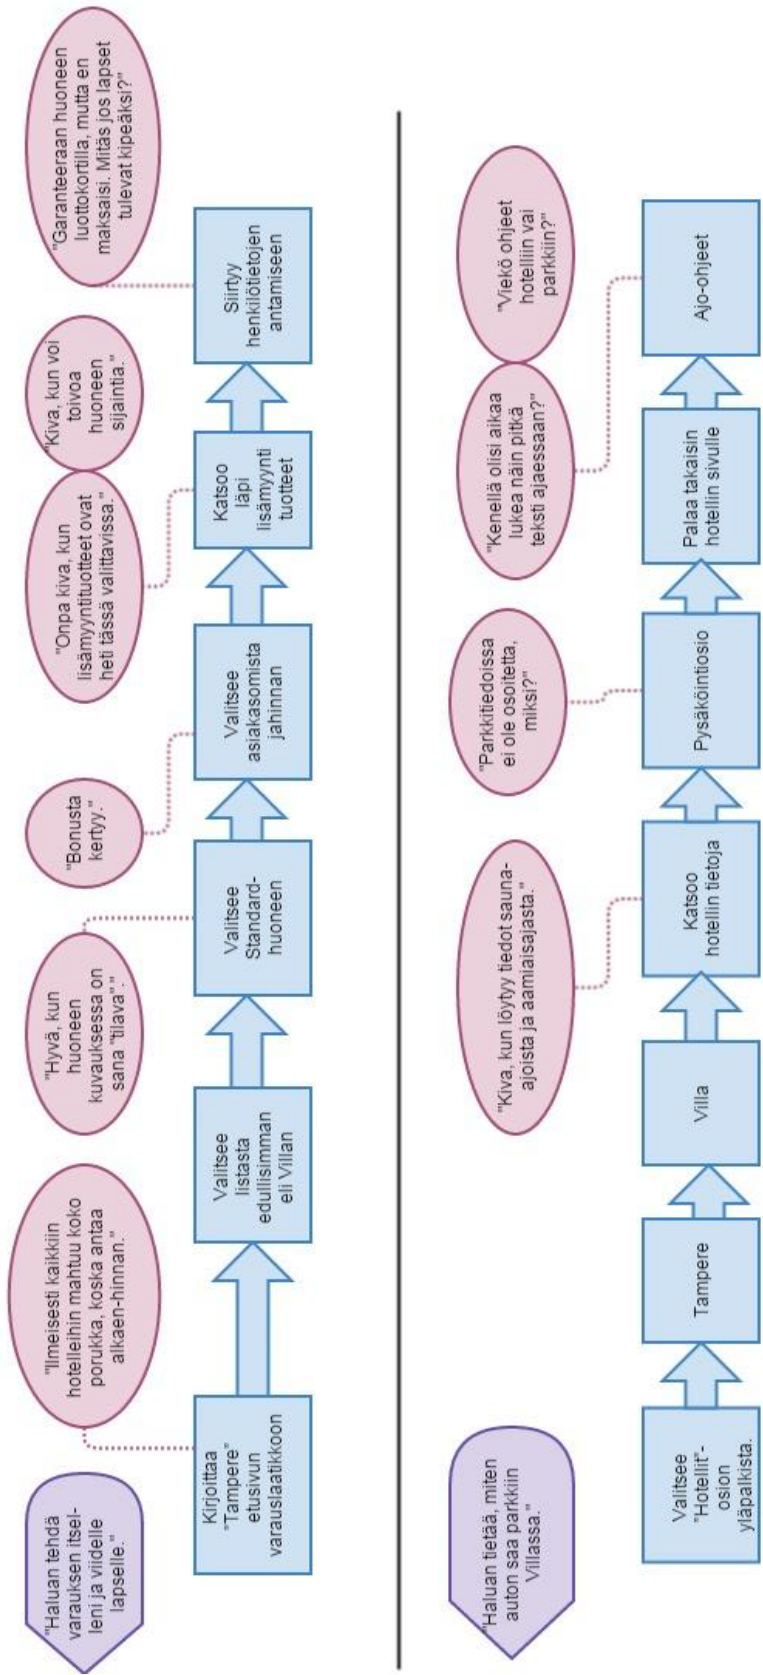 "Haluan tehdä
varauksen itsel-
leni ja viidelle
lapselle."
Kirjoittaa
"Tampere"
etusivun
varauslaatikkoon
"Ilmeisesti kaikkiin
hotelleihin mahtuu koko
porukka, koska antaa
alkaen-hinnan."
Valitsee
listasta
edullisimman
eli Villan
"Hyvä, kun
huoneen
kuvauksessa on
sana "tilava".
Valitsee
Standard-
huoneen
"Bonusta
kertyy."
Valitsee
asiakasomista
jahinnan
"Onpa kiva, kun
lisämyyntituotteet ovat
heti tässä valittavissa."
"Kiva, kun voi
toivoa
huoneen
sijaintia."
Katsoo
läpi
lisämyynti
tuotteet
"Garanteeraan huoneen
luottokortilla, mutta en
maksaisi. Mitäs jos lapset
tulevat kipeäksi?"
Siirtyy
henkilötietojen
antamiseen
"Haluan tietää, miten
auton saa parkkiin
Villassa."
Valitsee
"Hotellit"-
osion
yläpalkista.
Tampere
Villa
"Kiva, kun löytyy tiedot sauna-
ajoista ja aamiaisajasta."
Katsoo
hotellin tietoja
"Parkkitiedoissa
ei ole osoitetta,
miksi?"
Pysäköintiosio
Palaa takaisin
hotellin sivulle
"Kenellä olisi aikaa
lukea näin pitkä
teksti ajaessaan?"
"Viekö ohjeet
hotelliin vai
parkkiin?"
Ajo-ohjeet